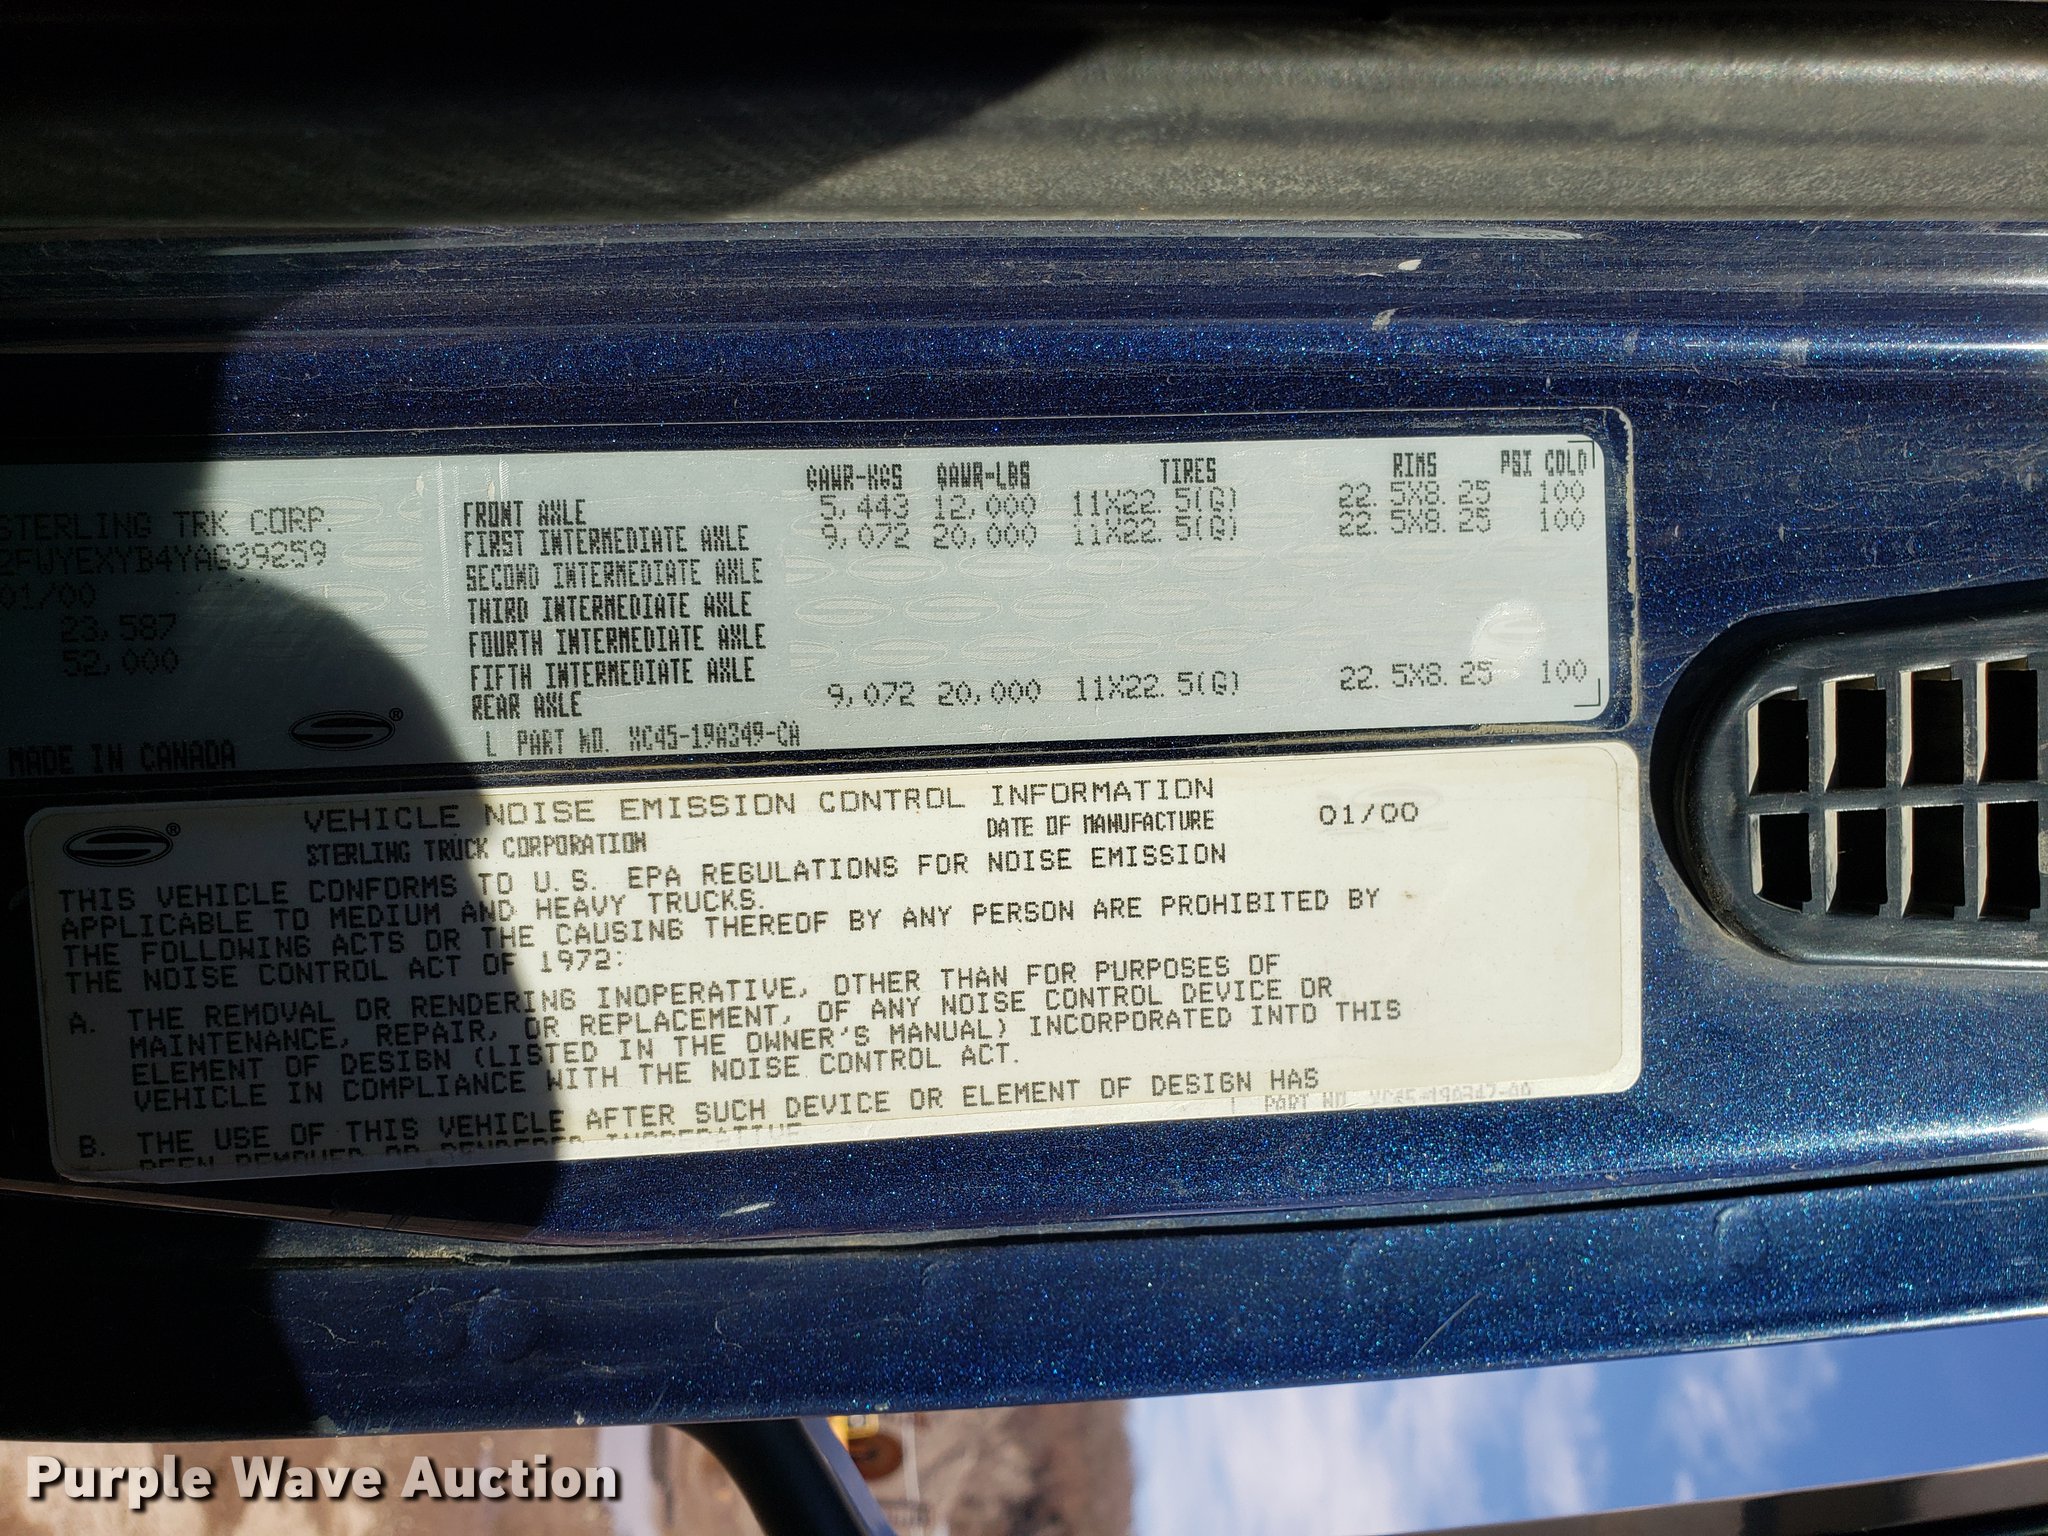 GAWR-KGS GAWR-LBS TIRES RIMS PSI COLD
FRONT AXLE 5,443 12,000 11X22.5(G) 22.5X8.25 100
FIRST INTERMEDIATE AXLE 9,072 20,000 11X22.5(G) 22.5X8.25 100
SECOND INTERMEDIATE AXLE
THIRD INTERMEDIATE AXLE
FOURTH INTERMEDIATE AXLE
FIFTH INTERMEDIATE AXLE
REAR AXLE 9,072 20,000 11X22.5(G) 22.5X8.25 100
L PART NO. XC45-19A349-CA
STERLING TRK CORP.
2FWYEXYB4YAG39259
01/00
23,587
52,000
®
MADE IN CANADA
®
VEHICLE NOISE EMISSION CONTROL INFORMATION
STERLING TRUCK CORPORATION DATE OF MANUFACTURE 01/00
THIS VEHICLE CONFORMS TO U.S. EPA REGULATIONS FOR NOISE EMISSION
APPLICABLE TO MEDIUM AND HEAVY TRUCKS.
THE FOLLOWING ACTS OR THE CAUSING THEREOF BY ANY PERSON ARE PROHIBITED BY
THE NOISE CONTROL ACT OF 1972:
A. THE REMOVAL OR RENDERING INOPERATIVE, OTHER THAN FOR PURPOSES OF
MAINTENANCE, REPAIR, OR REPLACEMENT, OF ANY NOISE CONTROL DEVICE OR
ELEMENT OF DESIGN (LISTED IN THE OWNER'S MANUAL) INCORPORATED INTO THIS
VEHICLE IN COMPLIANCE WITH THE NOISE CONTROL ACT.
B. THE USE OF THIS VEHICLE AFTER SUCH DEVICE OR ELEMENT OF DESIGN HAS
BEEN REMOVED OR RENDERED INOPERATIVE
L PART NO.
Purple Wave Auction